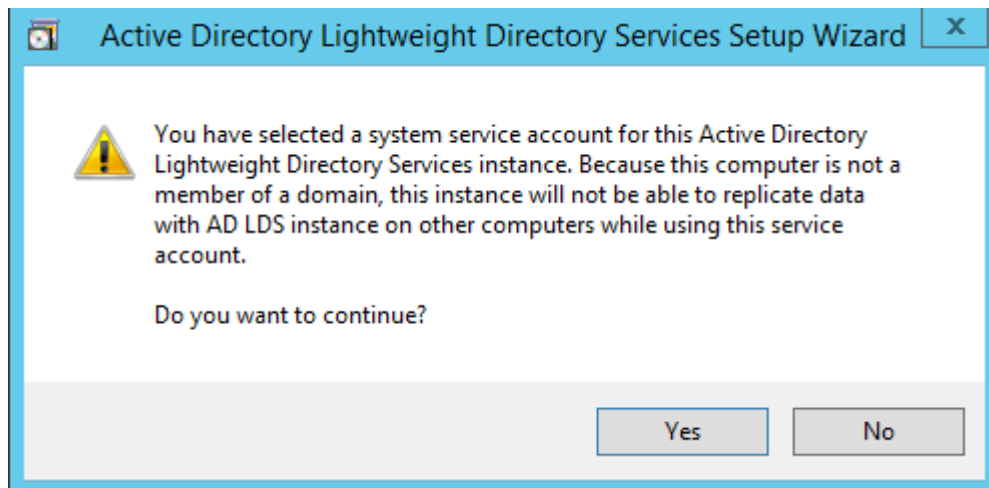 Active Directory Lightweight Directory Services Setup Wizard
x
You have selected a system service account for this Active Directory
Lightweight Directory Services instance. Because this computer is not a
member of a domain, this instance will not be able to replicate data
with AD LDS instance on other computers while using this service
account.
Do you want to continue?
Yes
No